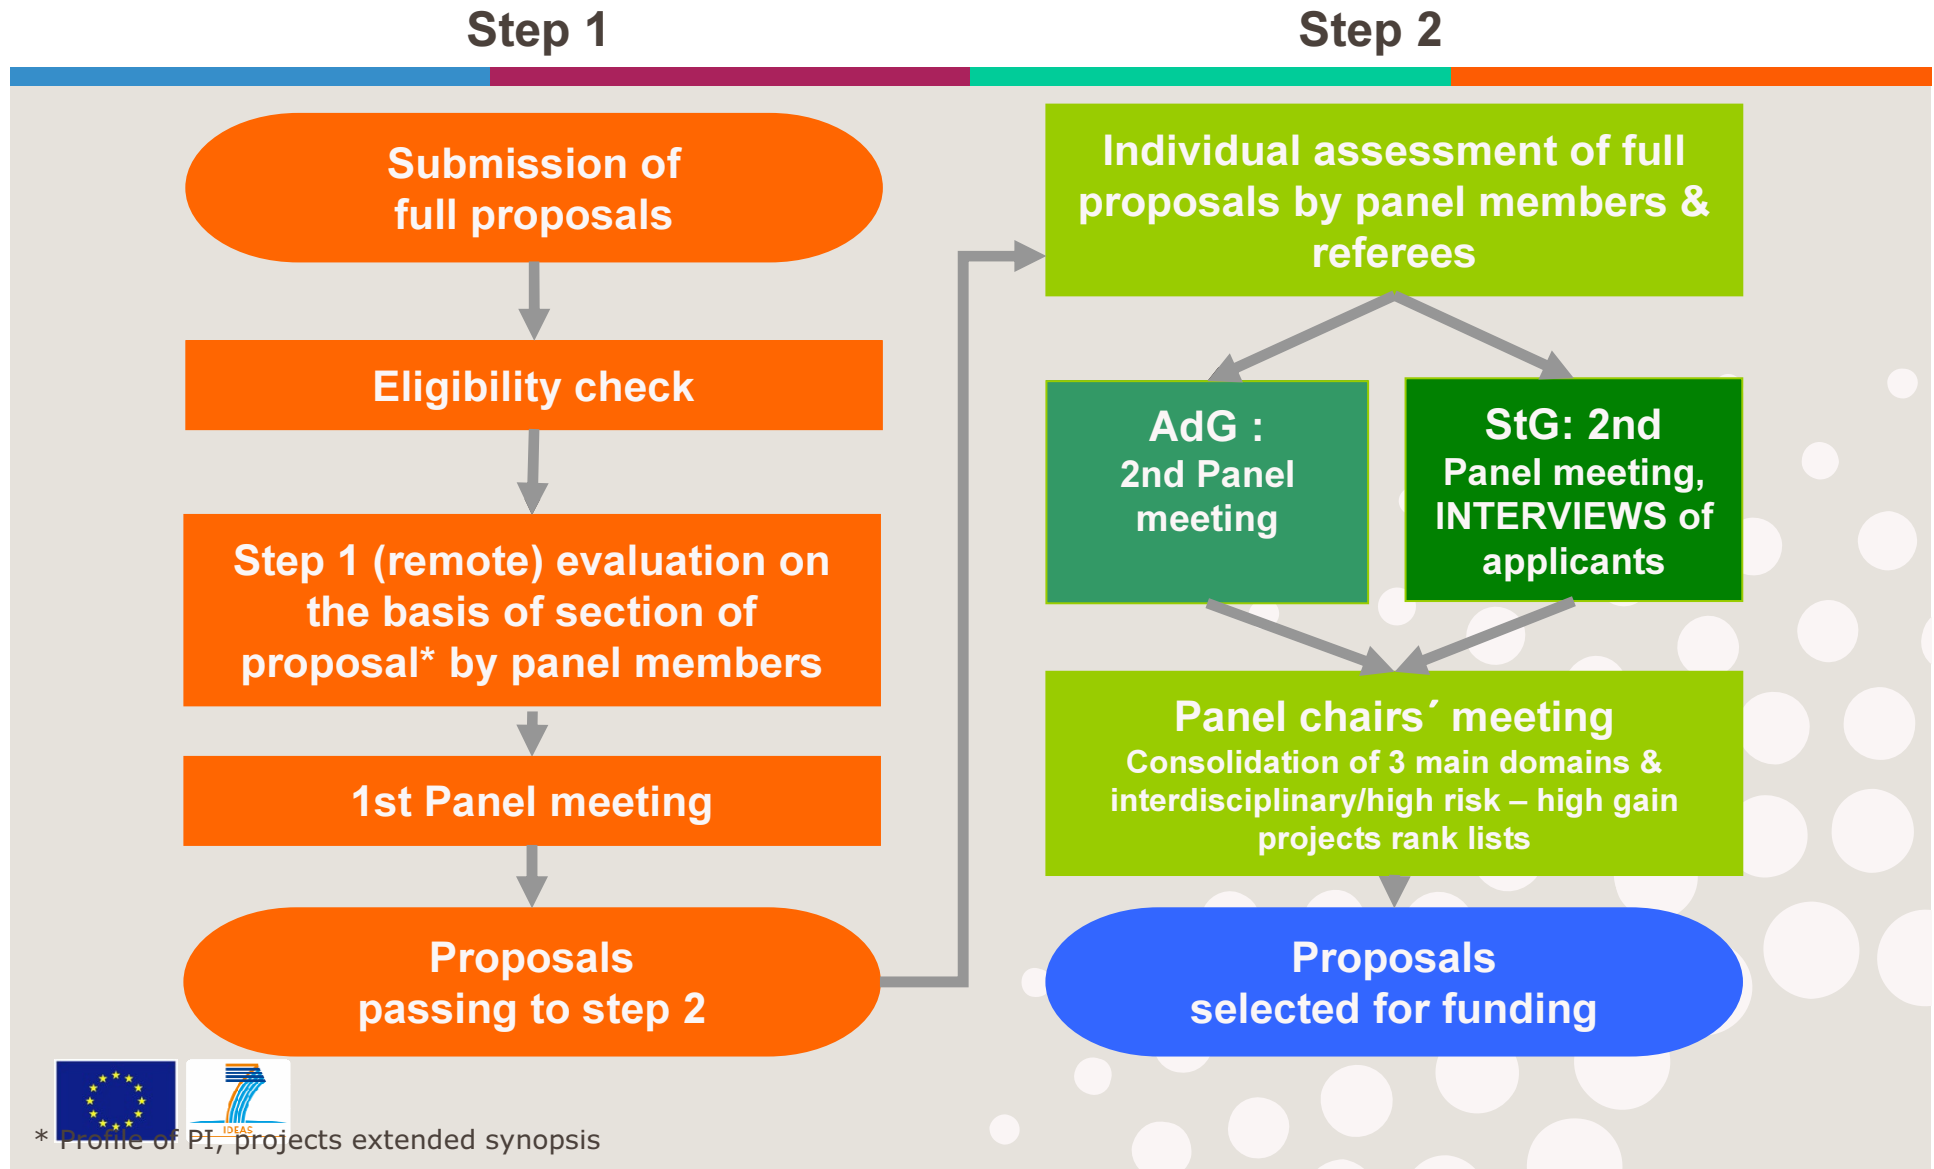 Step 1
Submission of
full proposals
Eligibility check
Step 1 (remote) evaluation on
the basis of section of
proposal* by panel members
1st Panel meeting
Proposals
passing to step 2
Step 2
Individual assessment of full
proposals by panel members &
referees
AdG :
2nd Panel
meeting
StG: 2nd
Panel meeting,
INTERVIEWS of
applicants
Panel chairs´ meeting
Consolidation of 3 main domains &
interdisciplinary/high risk – high gain
projects rank lists
Proposals
selected for funding
IDEAS
* Profile of PI, projects extended synopsis